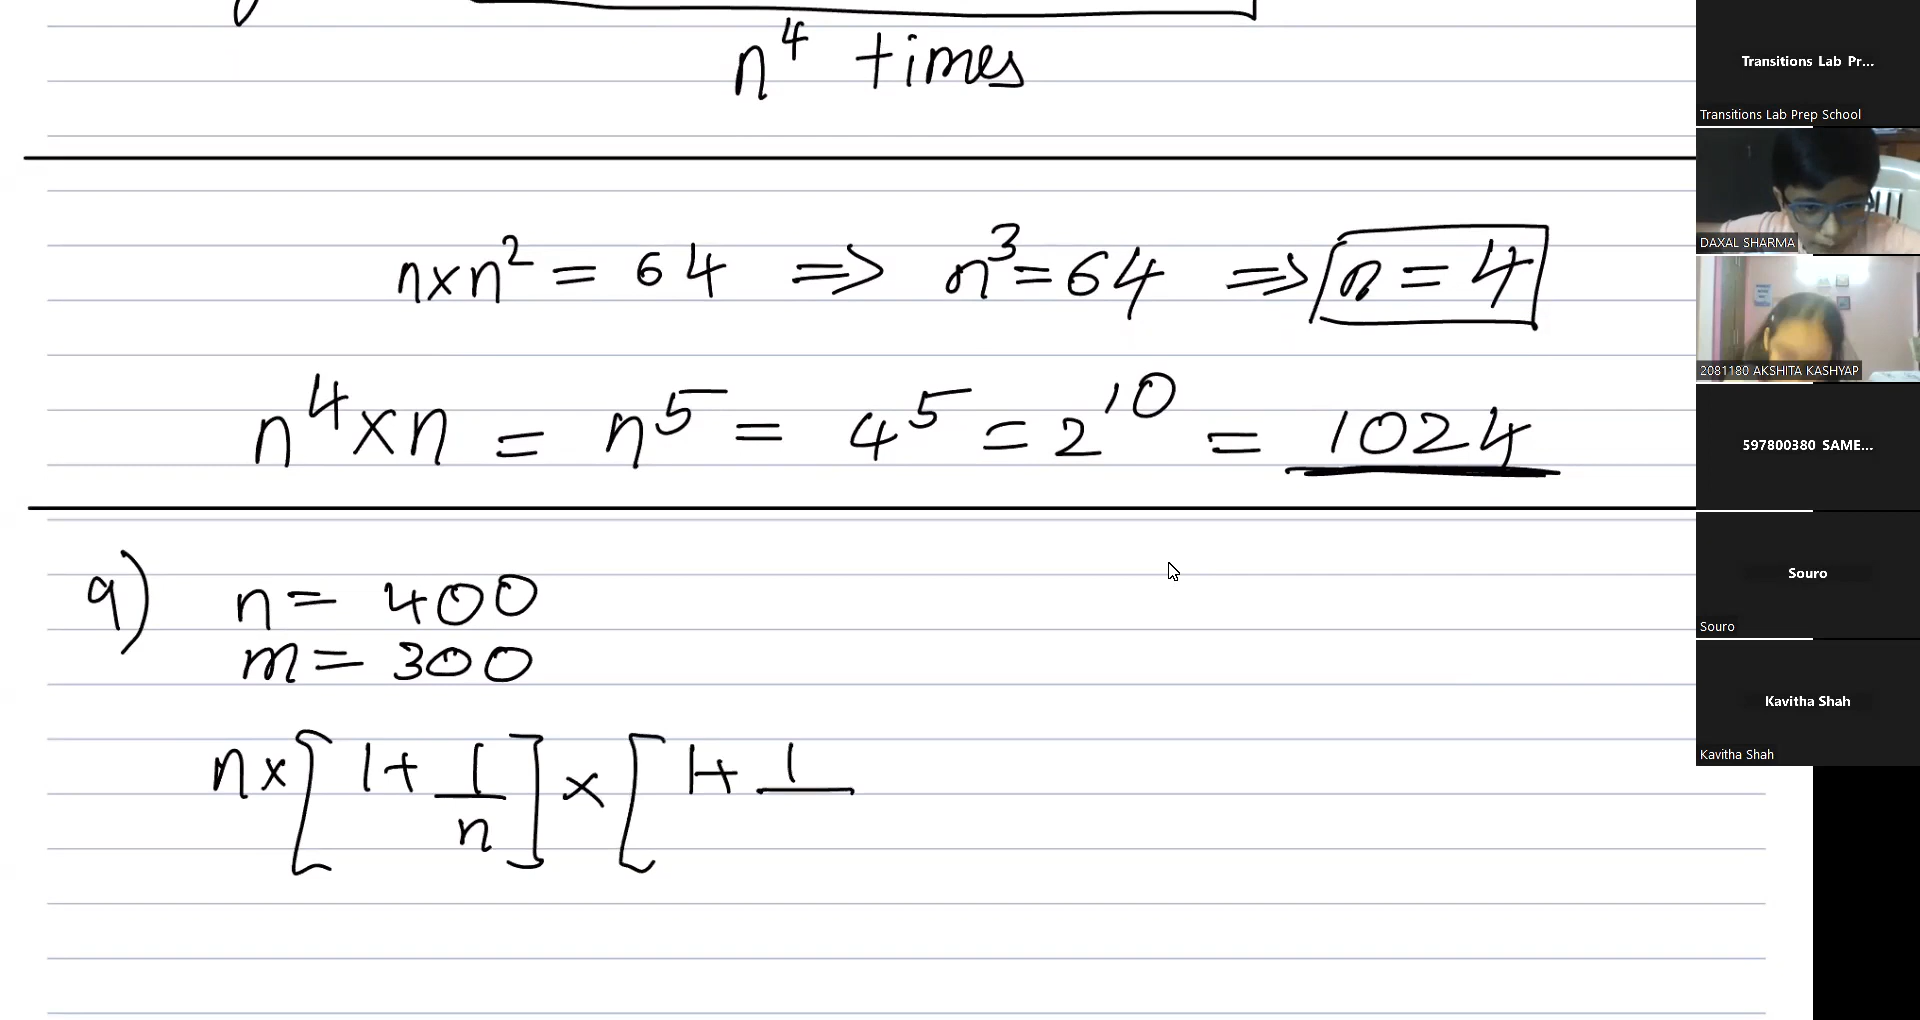 n⁴ times
n×n² = 64 ⇒ n³=64 ⇒ n=4
n⁴×n = n⁵ = 4⁵ = 2¹⁰ = 1024
9) n = 400
m = 300
n×[1+1/n]×[1+1/
Transitions Lab Pr...
Transitions Lab Prep School
DAXAL SHARMA
2081180 AKSHITA KASHYAP
597800380 SAME...
Souro
Souro
Kavitha Shah
Kavitha Shah